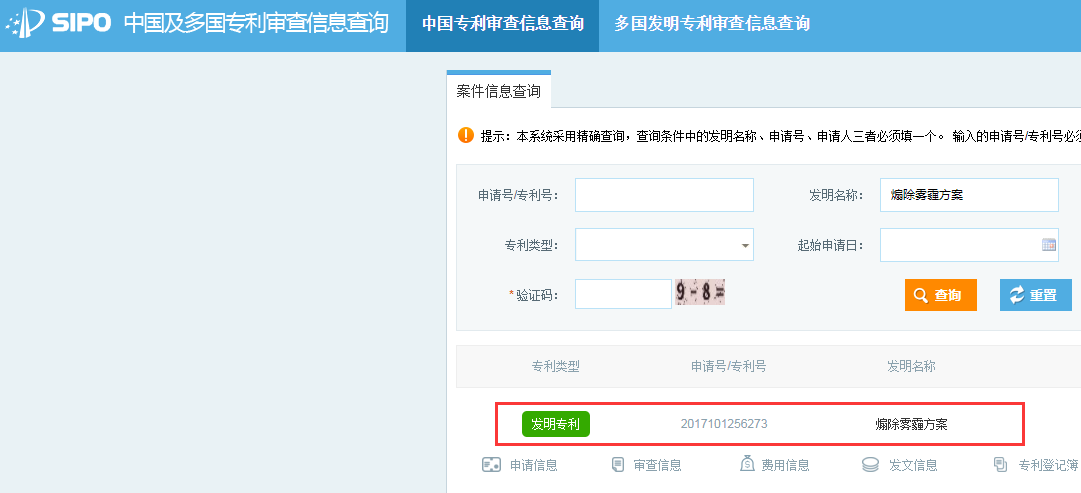 SIPO 中国及多国专利审查信息查询 中国专利审查信息查询 多国发明专利审查信息查询
案件信息查询
提示：本系统采用精确查询，查询条件中的发明名称、申请号、申请人三者必须填一个。 输入的申请号/专利号必须
申请号/专利号： 发明名称： 煽除雾霾方案
专利类型： 起始申请日：
*验证码： 9-8= 查询 重置
专利类型 申请号/专利号 发明名称
发明专利 2017101256273 煽除雾霾方案
申请信息 审查信息 费用信息 发文信息 专利登记簿